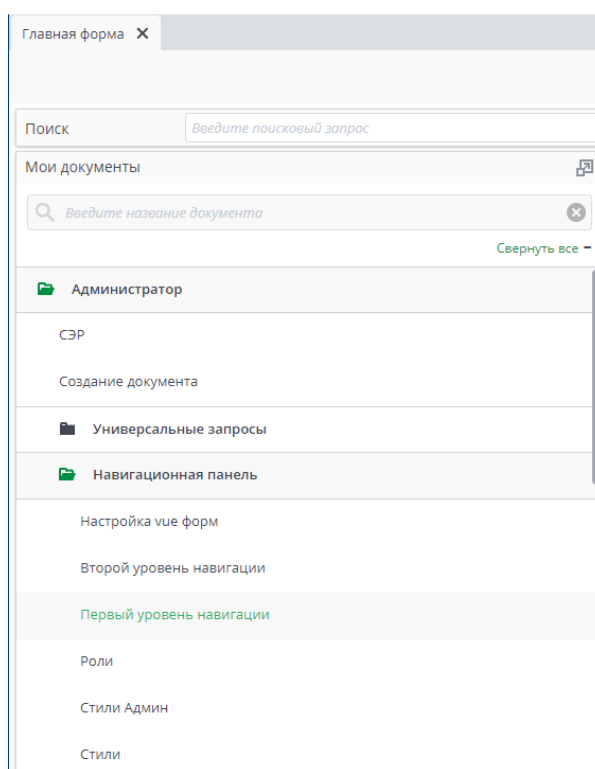 Главная форма
Поиск Введите поисковый запрос
Мои документы
Введите название документа
Свернуть все –
Администратор
СЭР
Создание документа
Универсальные запросы
Навигационная панель
Настройка vue форм
Второй уровень навигации
Первый уровень навигации
Роли
Стили Админ
Стили